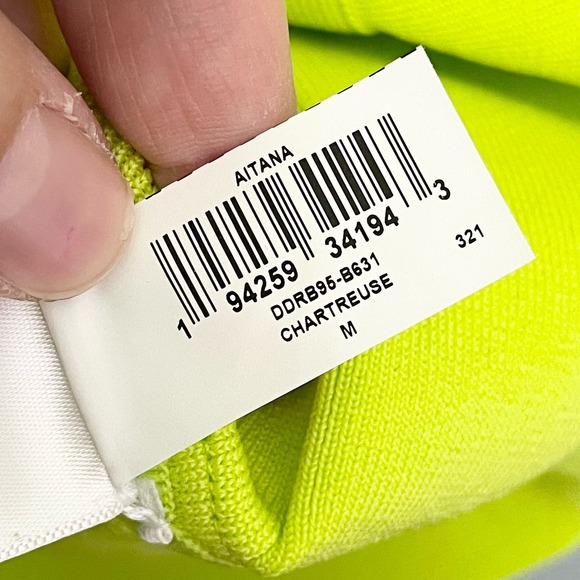 AITANA
1 94259 34194 3
DDRB95-B631
CHARTREUSE
M
321